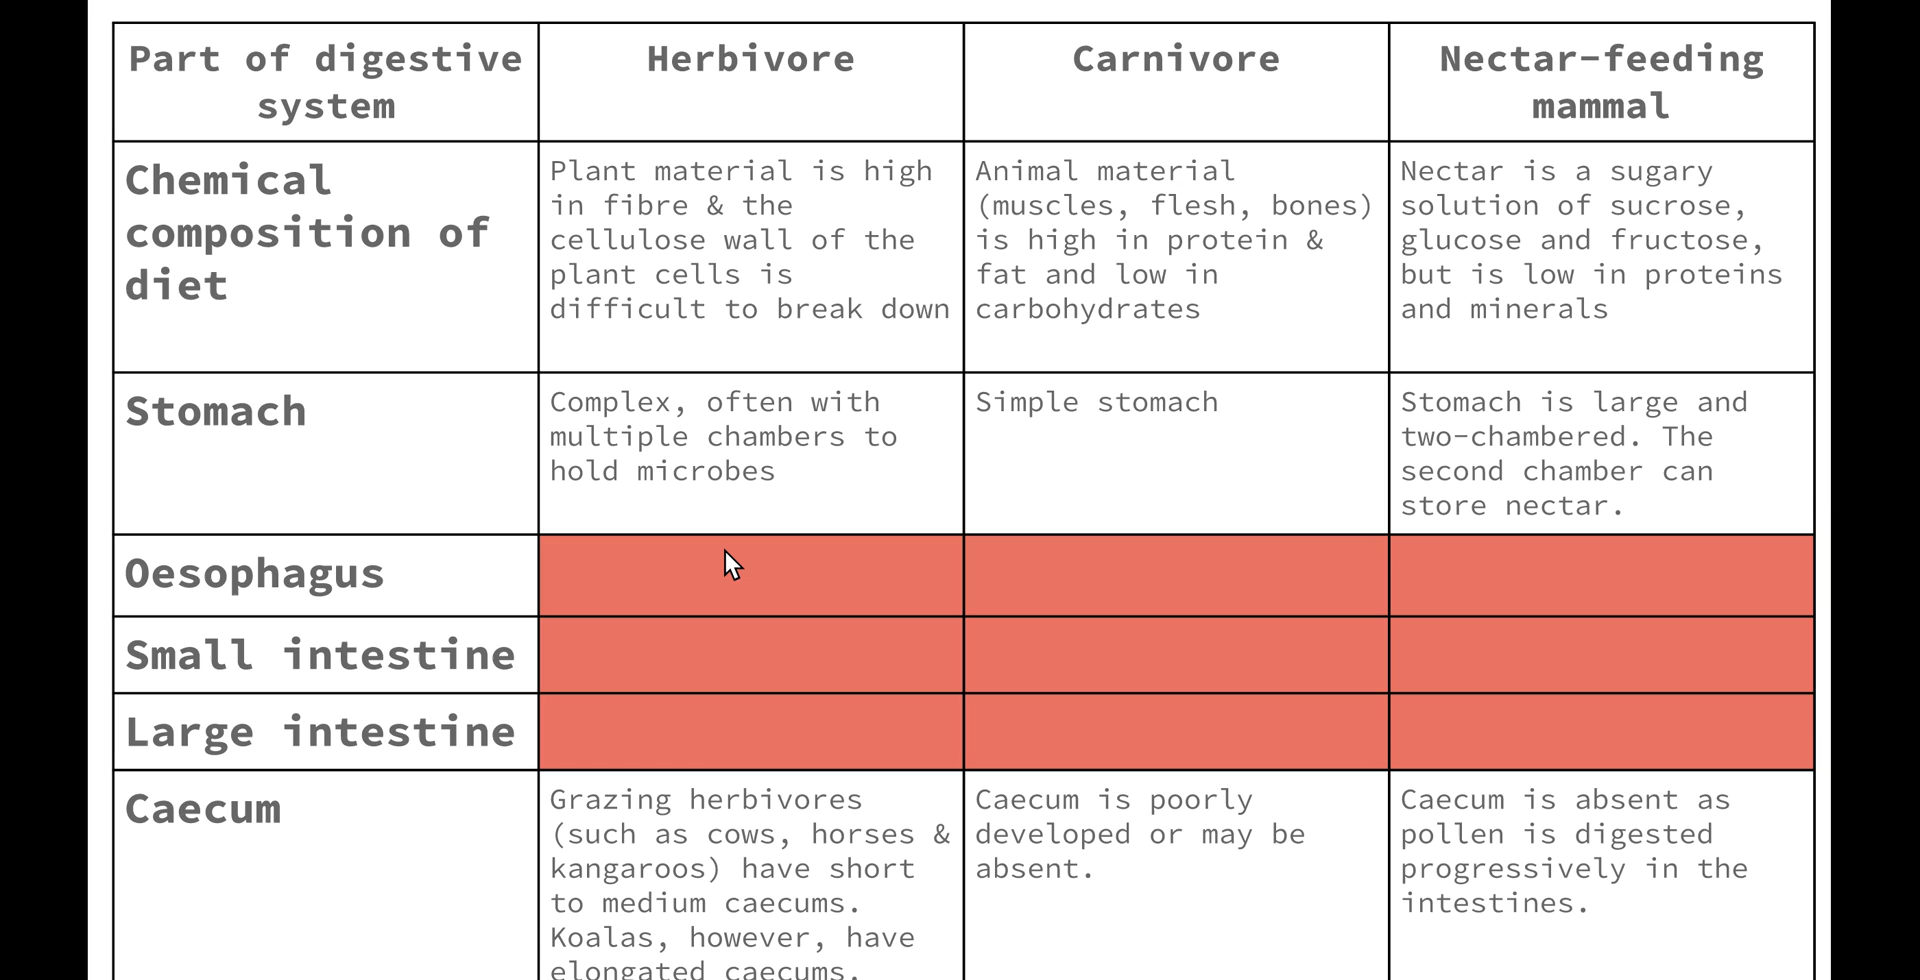 Part of digestive
system
Herbivore
Carnivore
Nectar-feeding
mammal
Chemical
composition of
diet
Plant material is high
in fibre & the
cellulose wall of the
plant cells is
difficult to break down
Animal material
(muscles, flesh, bones)
is high in protein &
fat and low in
carbohydrates
Nectar is a sugary
solution of sucrose,
glucose and fructose,
but is low in proteins
and minerals
Stomach
Complex, often with
multiple chambers to
hold microbes
Simple stomach
Stomach is large and
two-chambered. The
second chamber can
store nectar.
Oesophagus
Small intestine
Large intestine
Caecum
Grazing herbivores
(such as cows, horses &
kangaroos) have short
to medium caecums.
Koalas, however, have
elongated caecums.
Caecum is poorly
developed or may be
absent.
Caecum is absent as
pollen is digested
progressively in the
intestines.